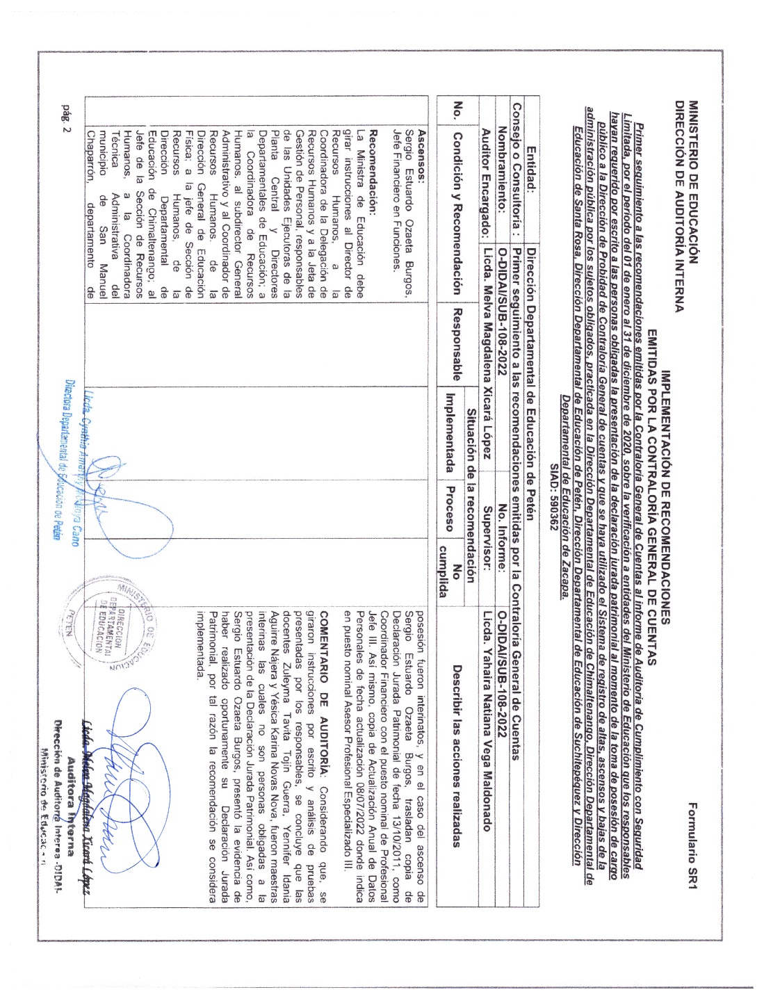 Formulario SR1
MINISTERIO DE EDUCACIÓN
DIRECCIÓN DE AUDITORÍA INTERNA
IMPLEMENTACIÓN DE RECOMENDACIONES
EMITIDAS POR LA CONTRALORÍA GENERAL DE CUENTAS
Primer seguimiento a las recomendaciones emitidas por la Contraloría General de Cuentas al informe de Auditoría de Cumplimiento con Seguridad
Limitada, por el período del 01 de enero al 31 de diciembre de 2020, sobre la verificación a entidades del Ministerio de Educación que los responsables
hayan requerido por escrito a las personas obligadas la presentación de la declaración jurada patrimonial al momento de la toma de posesión de cargo
público a la Dirección de Probidad de Contraloría General de cuentas y que se haya utilizado el Sistema de registro de altas, ascensos y bajas de la
administración pública por los sujetos obligados, practicada en la Dirección Departamental de Educación de Chimaltenango, Dirección Departamental de
Educación de Santa Rosa, Dirección Departamental de Educación de Petén, Dirección Departamental de Educación de Suchitepéquez y Dirección
Departamental de Educación de Zacapa.
SIAD: 590362
Entidad: Dirección Departamental de Educación de Petén
Consejo o Consultoría : Primer seguimiento a las recomendaciones emitidas por la Contraloría General de Cuentas
Nombramiento: O-DIDAI/SUB-108-2022 No. Informe: O-DIDAI/SUB-108-2022
Auditor Encargado: Licda. Melva Magdalena Xicará López Supervisor: Licda. Yahaira Natiana Vega Maldonado
No. Condición y Recomendación Responsable Situación de la recomendación Describir las acciones realizadas
Implementada Proceso No cumplida
Ascensos:
Sergio Estuardo Ozaeta Burgos,
Jefe Financiero en Funciones.
Recomendación:
La Ministra de Educación debe
girar instrucciones al Director de
Recursos Humanos, a la
Coordinadora de la Delegación de
Recursos Humanos y a la Jeta de
Gestión de Personal, responsables
de las Unidades Ejecutoras de la
Planta Central y Directores
Departamentales de Educación; a
la Coordinadora de Recursos
Humanos. al subdirector General
Administrativo y al Coordinador de
Recursos Humanos. de la
Dirección General de Educación
Física; a la jefe de Sección de
Recursos Humanos, de la
Dirección Departamental de
Educación de Chimaltenango; al
Jefe de la Sección de Recursos
Humanos, a la Coordinadora
Técnica Administrativa del
municipio de San Manuel
Chaparrón, departamento de
posesión fueron interinatos, y en el caso del ascenso de
Sergio Estuardo Ozaeta Burgos, trasladan copia de
Declaración Jurada Patrimonial de fecha 13/10/2011, como
Coordinador Financiero con el puesto nominal de Profesional
Jefe III. Así mismo, copia de Actualización Anual de Datos
Personales de fecha actualización 08/07/2022 donde indica
en puesto nominal Asesor Profesional Especializado III.
COMENTARIO DE AUDITORÍA: Considerando que, se
giraron instrucciones por escrito y análisis de pruebas
presentadas por los responsables, se concluye que las
docentes Zuleyma Tavita Tojin Guerra, Yennifer Idania
Aguirre Nájera y Yésica Karina Novas Nova, fueron maestras
interinas las cuales no son personas obligadas a la
presentación de la Declaración Jurada Patrimonial. Así como,
Sergio Estuardo Ozaeta Burgos, presentó la evidencia de
haber realizado oportunamente su Declaración Jurada
Patrimonial, por tal razón la recomendación se considera
implementada.
pág. 2
Licda. Cynthia Cano
Directora Departamental de Educación de Petén
MINISTERIO DE EDUCACIÓN
DIRECCION
DEPARTAMENTAL
DE EDUCACION
PETEN
Licda. Melva Magdalena Xicará López
Auditora Interna
Dirección de Auditoría Interna -DIDAI-
Ministerio de Educación